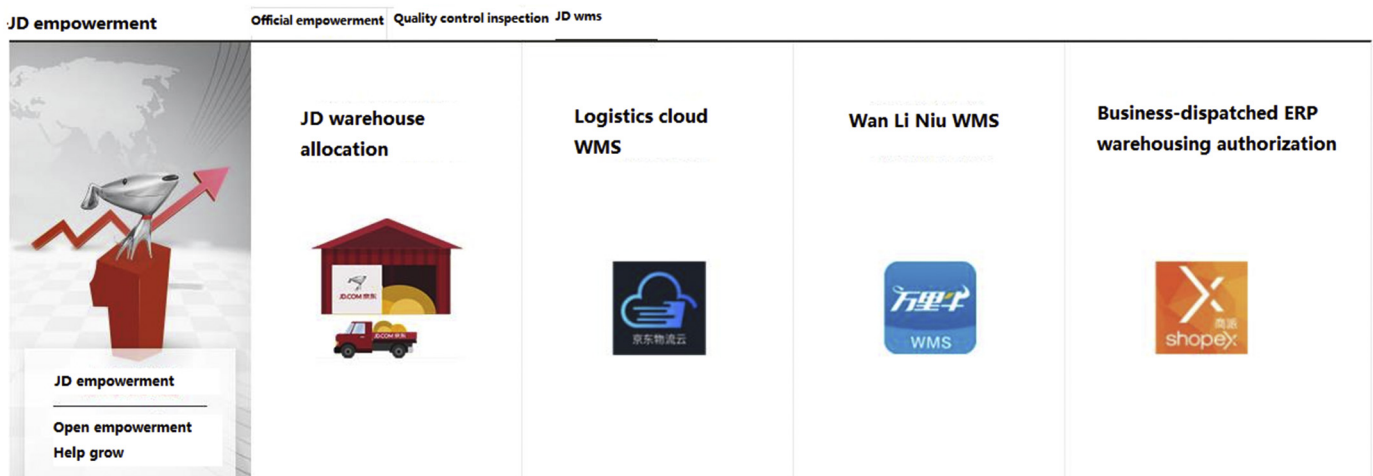 JD empowerment
Official empowerment
Quality control inspection
JD wms
JD warehouse
allocation
Logistics cloud
WMS
Wan Li Niu WMS
Business-dispatched ERP
warehousing authorization
JD.COM 京东
JD.COM 京东
京东物流云
万里牛
WMS
商派
shopex
JD empowerment
Open empowerment
Help grow